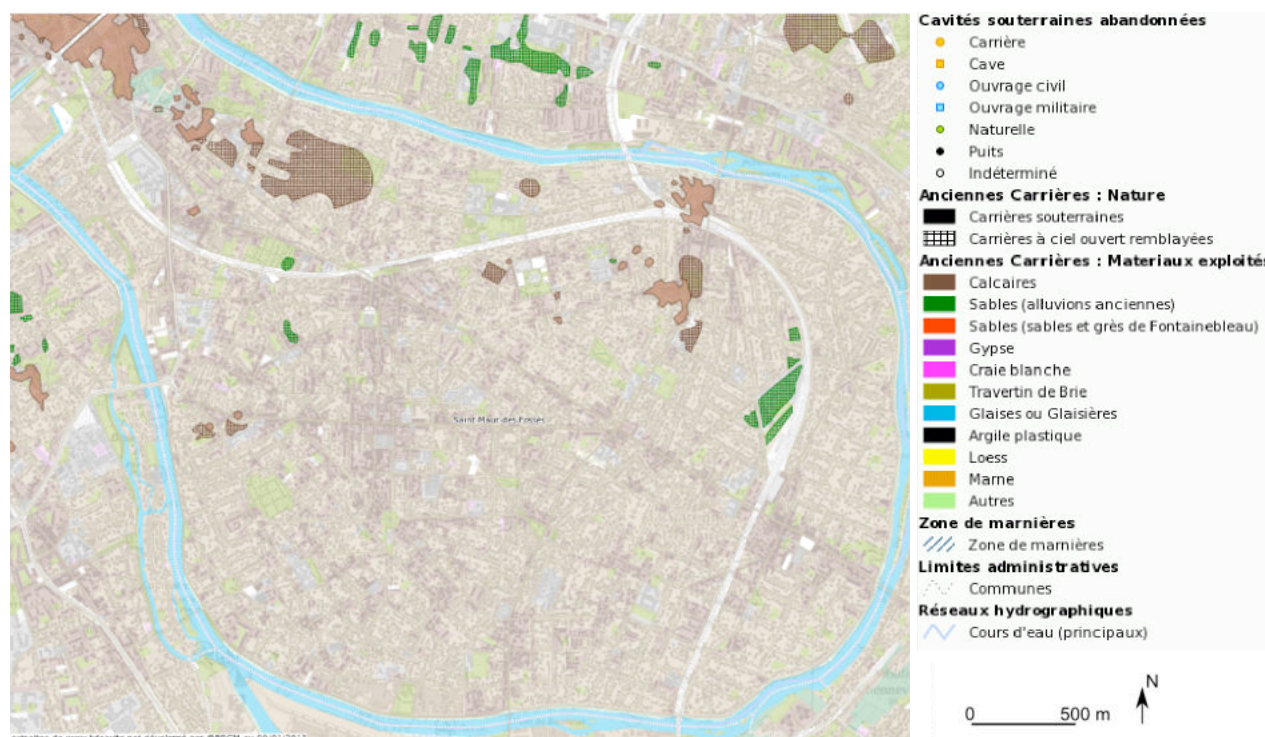 Cavités souterraines abandonnées
Carrière
Cave
Ouvrage civil
Ouvrage militaire
Naturelle
Puits
Indéterminé
Anciennes Carrières : Nature
Carrières souterraines
Carrières à ciel ouvert remblayées
Anciennes Carrières : Materiaux exploités
Calcaires
Sables (alluvions anciennes)
Sables (sables et grès de Fontainebleau)
Gypse
Craie blanche
Travertin de Brie
Glaises ou Glaisières
Argile plastique
Loess
Marne
Autres
Zone de marnières
Zone de marnières
Limites administratives
Communes
Réseaux hydrographiques
Cours d'eau (principaux)
Saint Maur des Fosses
N
0 500 m